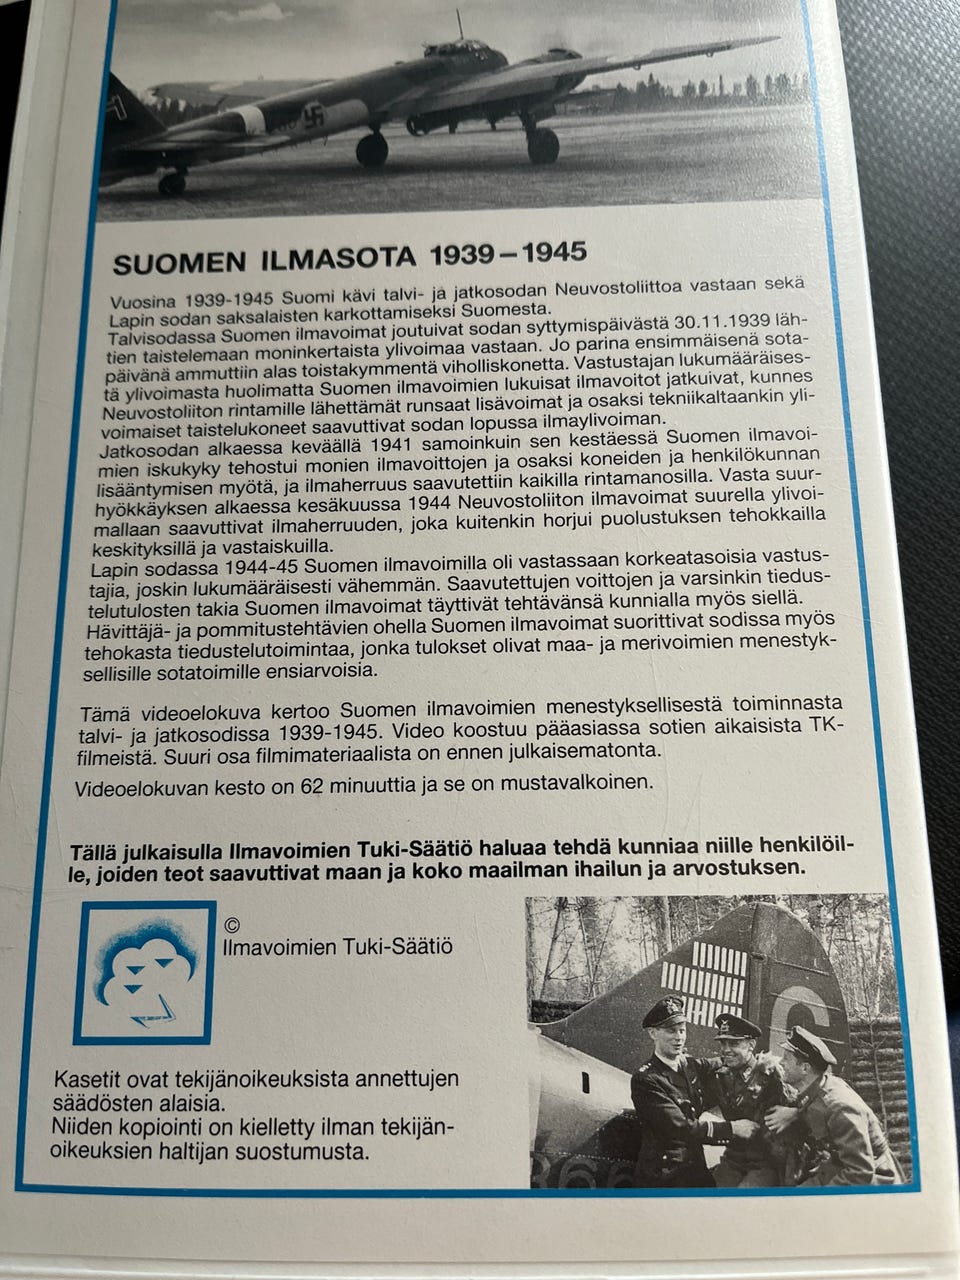 SUOMEN ILMASOTA 1939–1945
Vuosina 1939-1945 Suomi kävi talvi- ja jatkosodan Neuvostoliittoa vastaan sekä
Lapin sodan saksalaisten karkottamiseksi Suomesta.
Talvisodassa Suomen ilmavoimat joutuivat sodan syttymispäivästä 30.11.1939 läh-
tien taistelemaan moninkertaista ylivoimaa vastaan. Jo parina ensimmäisenä sota-
päivänä ammuttiin alas toistakymmentä viholliskonetta. Vastustajan lukumääräises-
tä ylivoimasta huolimatta Suomen ilmavoimien lukuisat ilmavoitot jatkuivat, kunnes
Neuvostoliiton rintamille lähettämät runsaat lisävoimat ja osaksi tekniikaltaankin yli-
voimaiset taistelukoneet saavuttivat sodan lopussa ilmaylivoiman.
Jatkosodan alkaessa keväällä 1941 samoinkuin sen kestäessä Suomen ilmavoi-
mien iskukyky tehostui monien ilmavoittojen ja osaksi koneiden ja henkilökunnan
lisääntymisen myötä, ja ilmaherruus saavutettiin kaikilla rintamanosilla. Vasta suur-
hyökkäyksen alkaessa kesäkuussa 1944 Neuvostoliiton ilmavoimat suurella ylivoi-
mallaan saavuttivat ilmaherruuden, joka kuitenkin horjui puolustuksen tehokkailla
keskityksillä ja vastaiskuilla.
Lapin sodassa 1944-45 Suomen ilmavoimilla oli vastassaan korkeatasoisia vastus-
tajia, joskin lukumääräisesti vähemmän. Saavutettujen voittojen ja varsinkin tiedus-
telutulosten takia Suomen ilmavoimat täyttivät tehtävänsä kunnialla myös siellä.
Hävittäjä- ja pommitustehtävien ohella Suomen ilmavoimat suorittivat sodissa myös
tehokasta tiedustelutoimintaa, jonka tulokset olivat maa- ja merivoimien menestyk-
sellisille sotatoimille ensiarvoisia.
Tämä videoelokuva kertoo Suomen ilmavoimien menestyksellisestä toiminnasta
talvi- ja jatkosodissa 1939-1945. Video koostuu pääasiassa sotien aikaisista TK-
filmeistä. Suuri osa filmimateriaalista on ennen julkaisematonta.
Videoelokuvan kesto on 62 minuuttia ja se on mustavalkoinen.
Tällä julkaisulla Ilmavoimien Tuki-Säätiö haluaa tehdä kunniaa niille henkilöil-
le, joiden teot saavuttivat maan ja koko maailman ihailun ja arvostuksen.
©
Ilmavoimien Tuki-Säätiö
Kasetit ovat tekijänoikeuksista annettujen
säädösten alaisia.
Niiden kopiointi on kielletty ilman tekijän-
oikeuksien haltijan suostumusta.